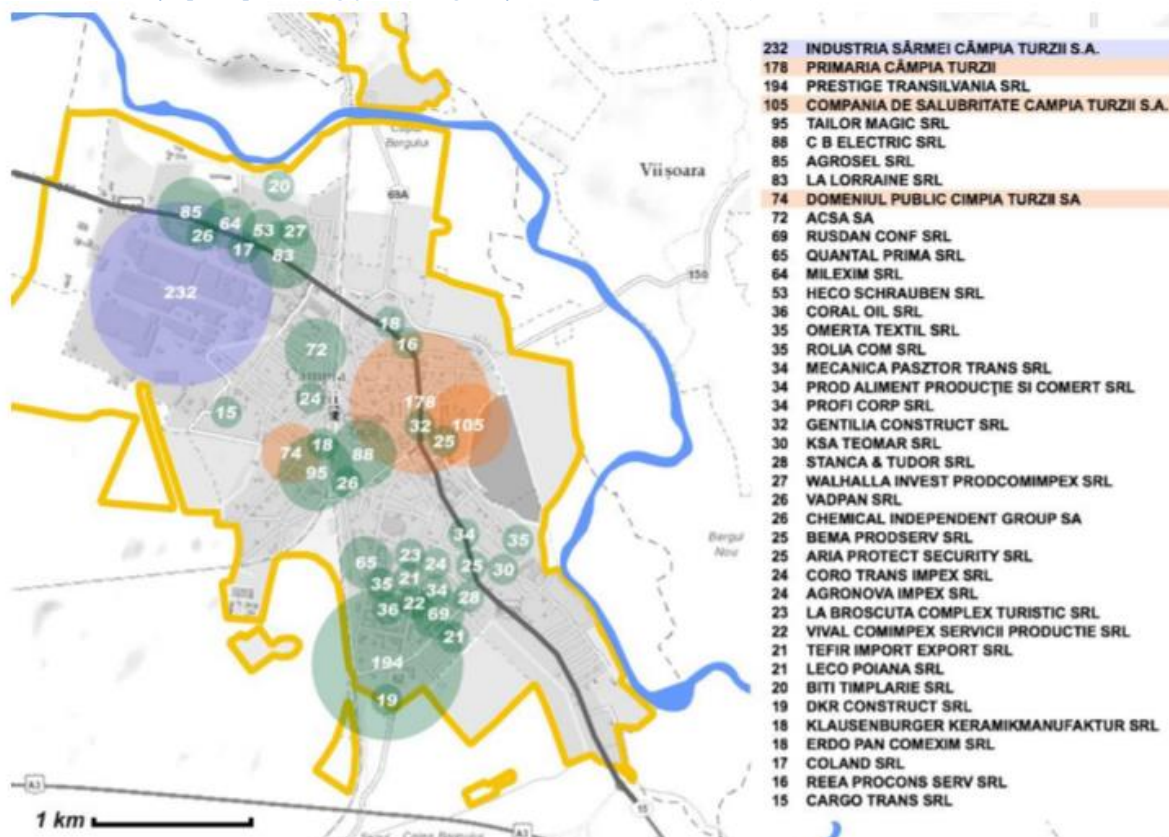 232 INDUSTRIA SÂRMEI CÂMPIA TURZII S.A.
178 PRIMARIA CÂMPIA TURZII
194 PRESTIGE TRANSILVANIA SRL
105 COMPANIA DE SALUBRITATE CAMPIA TURZII S.A.
95 TAILOR MAGIC SRL
88 C B ELECTRIC SRL
85 AGROSEL SRL
83 LA LORRAINE SRL
74 DOMENIUL PUBLIC CIMPIA TURZII SA
72 ACSA SA
69 RUSDAN CONF SRL
65 QUANTAL PRIMA SRL
64 MILEXIM SRL
53 HECO SCHRAUBEN SRL
36 CORAL OIL SRL
35 OMERTA TEXTIL SRL
35 ROLIA COM SRL
34 MECANICA PASZTOR TRANS SRL
34 PROD ALIMENT PRODUCŢIE SI COMERT SRL
34 PROFI CORP SRL
32 GENTILIA CONSTRUCT SRL
30 KSA TEOMAR SRL
28 STANCA & TUDOR SRL
27 WALHALLA INVEST PRODCOMIMPEX SRL
26 VADPAN SRL
26 CHEMICAL INDEPENDENT GROUP SA
25 BEMA PRODSERV SRL
25 ARIA PROTECT SECURITY SRL
24 CORO TRANS IMPEX SRL
24 AGRONOVA IMPEX SRL
23 LA BROSCUTA COMPLEX TURISTIC SRL
22 VIVAL COMIMPEX SERVICII PRODUCTIE SRL
21 TEFIR IMPORT EXPORT SRL
21 LECO POIANA SRL
20 BITI TIMPLARIE SRL
19 DKR CONSTRUCT SRL
18 KLAUSENBURGER KERAMIKMANUFAKTUR SRL
18 ERDO PAN COMEXIM SRL
17 COLAND SRL
16 REEA PROCONS SERV SRL
15 CARGO TRANS SRL
Bergului
Viişoara
69A
20
85
64
53
27
26
17
83
232
150
18
16
72
24
15
178
32
105
25
74
18
88
95
26
Bergul
Nou
34
35
23
65
24
25
30
21
35
34
28
36
22
69
21
194
19
A3
15
A3
1 km